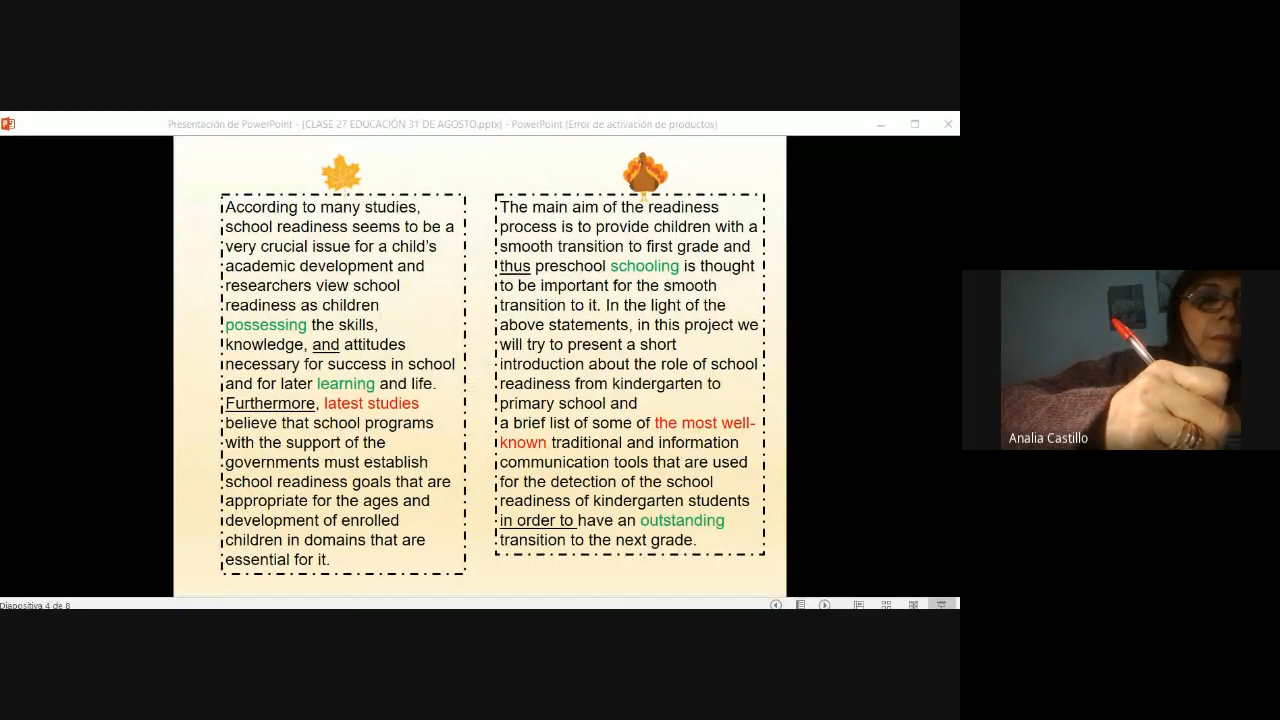 Presentación de PowerPoint - (CLASE 27 EDUCACIÓN 31 DE AGOSTO.pptx) - PowerPoint (Error de activación de productos)
According to many studies,
school readiness seems to be a
very crucial issue for a child's
academic development and
researchers view school
readiness as children
possessing the skills,
knowledge, and attitudes
necessary for success in school
and for later learning and life.
Furthermore, latest studies
believe that school programs
with the support of the
governments must establish
school readiness goals that are
appropriate for the ages and
development of enrolled
children in domains that are
essential for it.
The main aim of the readiness
process is to provide children with a
smooth transition to first grade and
thus preschool schooling is thought
to be important for the smooth
transition to it. In the light of the
above statements, in this project we
will try to present a short
introduction about the role of school
readiness from kindergarten to
primary school and
a brief list of some of the most well-
known traditional and information
communication tools that are used
for the detection of the school
readiness of kindergarten students
in order to have an outstanding
transition to the next grade.
Diapositiva 4 de 8
Analia Castillo